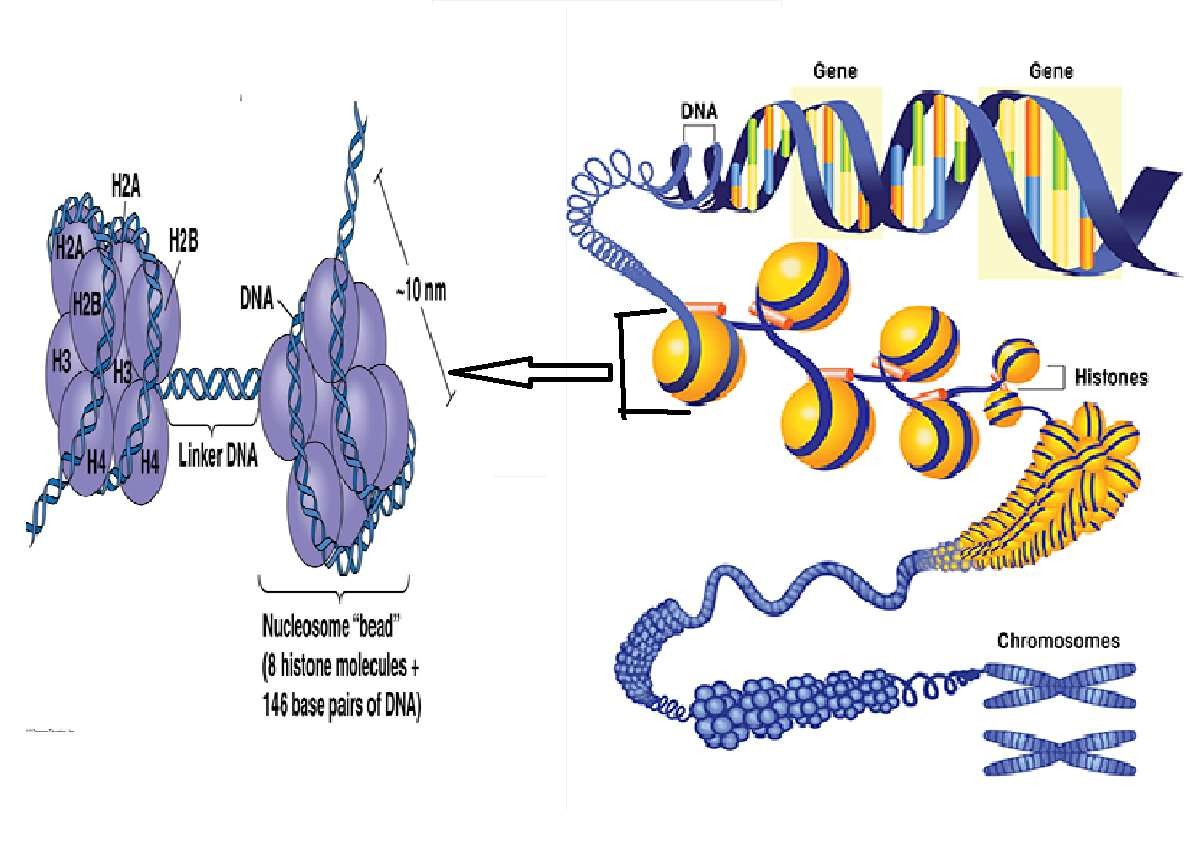 H2A
H2B
H2A
H2B
H3
H3
H4
H4
Linker DNA
DNA
~10 nm
Nucleosome “bead”
(8 histone molecules +
146 base pairs of DNA)
Gene
Gene
DNA
Histones
Chromosomes